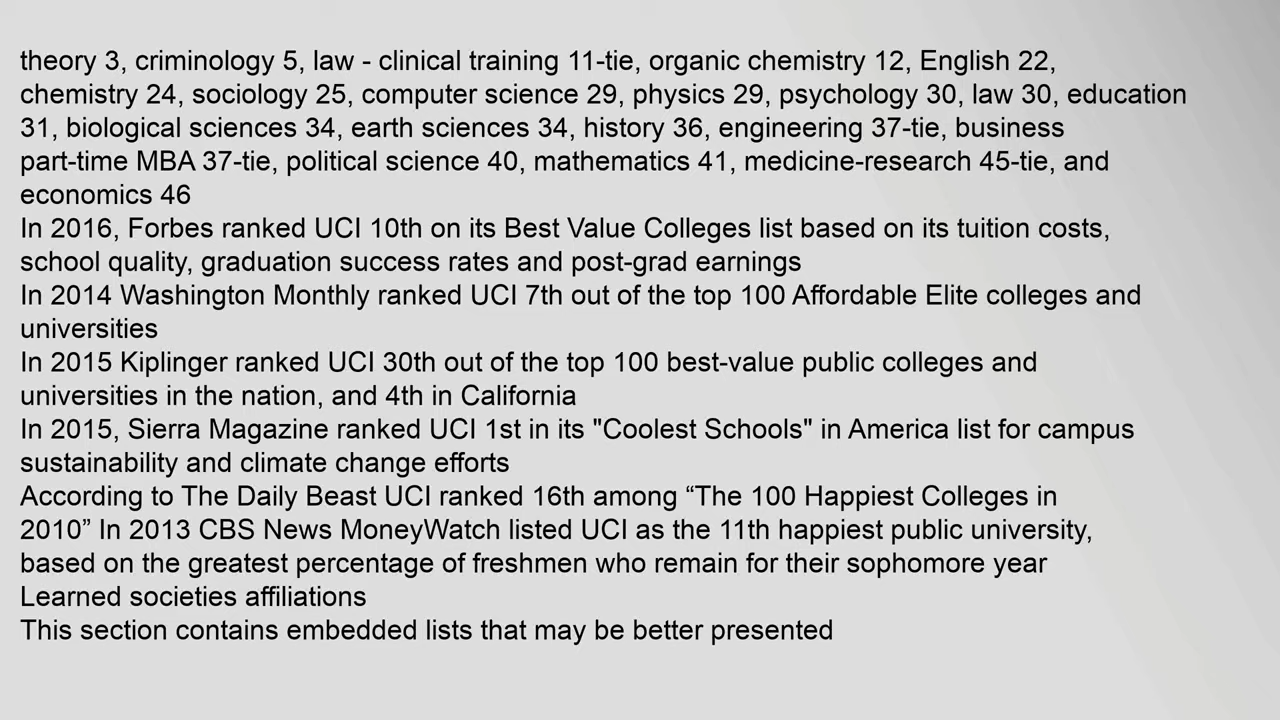 theory 3, criminology 5, law - clinical training 11-tie, organic chemistry 12, English 22,
chemistry 24, sociology 25, computer science 29, physics 29, psychology 30, law 30, education
31, biological sciences 34, earth sciences 34, history 36, engineering 37-tie, business
part-time MBA 37-tie, political science 40, mathematics 41, medicine-research 45-tie, and
economics 46
In 2016, Forbes ranked UCI 10th on its Best Value Colleges list based on its tuition costs,
school quality, graduation success rates and post-grad earnings
In 2014 Washington Monthly ranked UCI 7th out of the top 100 Affordable Elite colleges and
universities
In 2015 Kiplinger ranked UCI 30th out of the top 100 best-value public colleges and
universities in the nation, and 4th in California
In 2015, Sierra Magazine ranked UCI 1st in its "Coolest Schools" in America list for campus
sustainability and climate change efforts
According to The Daily Beast UCI ranked 16th among “The 100 Happiest Colleges in
2010” In 2013 CBS News MoneyWatch listed UCI as the 11th happiest public university,
based on the greatest percentage of freshmen who remain for their sophomore year
Learned societies affiliations
This section contains embedded lists that may be better presented